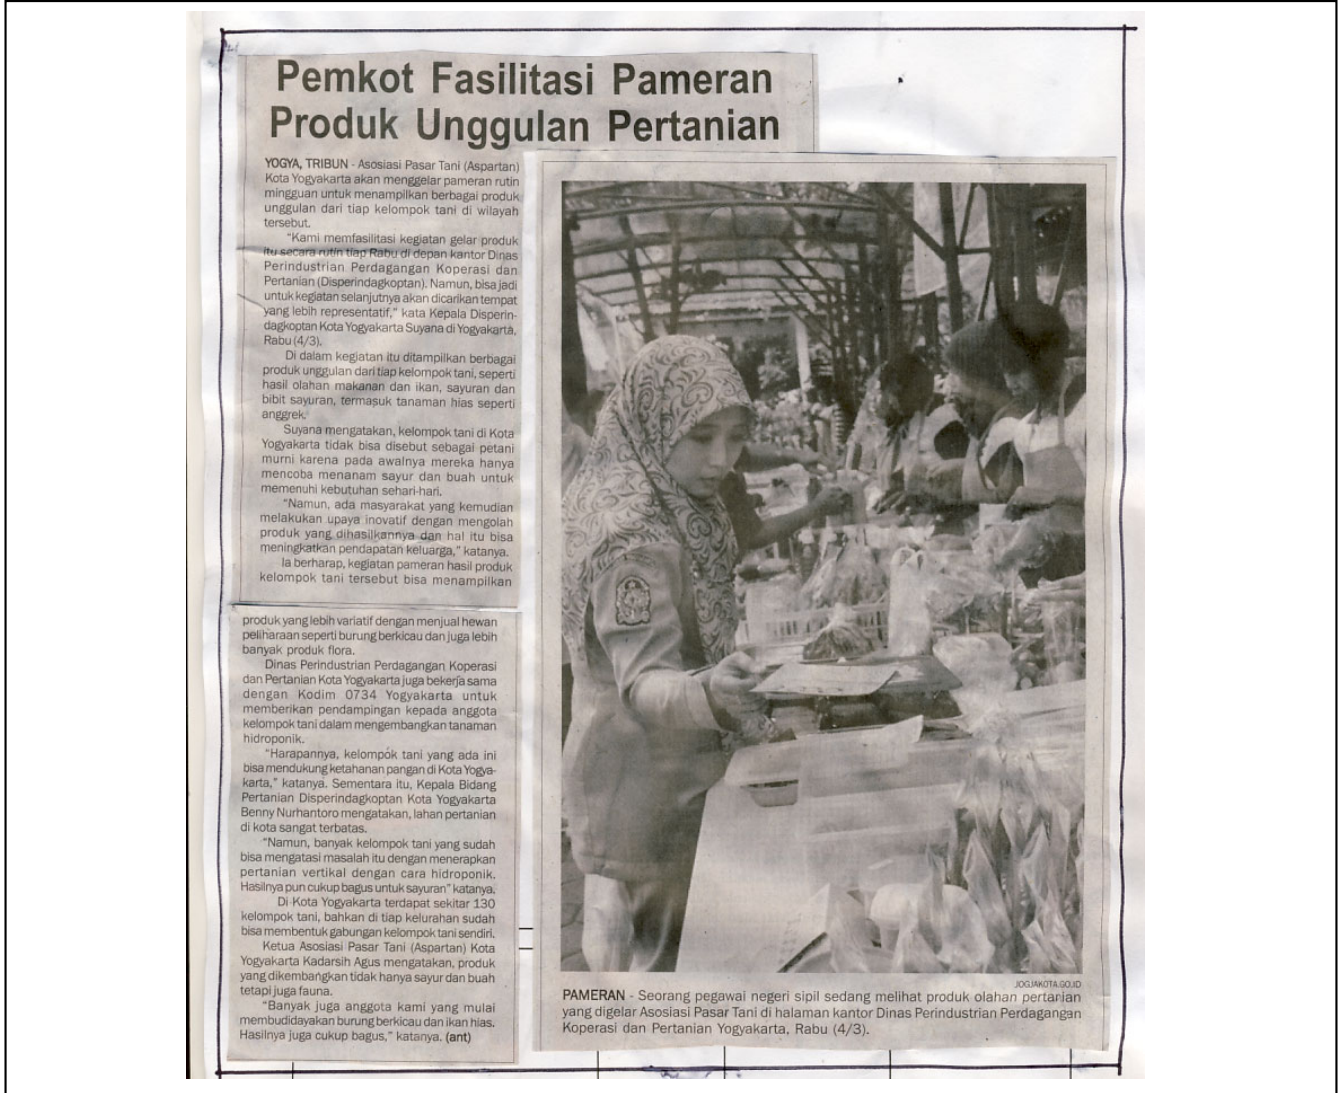 Pemkot Fasilitasi Pameran
Produk Unggulan Pertanian
YOGYA, TRIBUN - Asosiasi Pasar Tani (Aspartan)
Kota Yogyakarta akan menggelar pameran rutin
mingguan untuk menampilkan berbagai produk
unggulan dari tiap kelompok tani di wilayah
tersebut.
"Kami memfasilitasi kegiatan gelar produk
itu secara rutin tiap Rabu di depan kantor Dinas
Perindustrian Perdagangan Koperasi dan
Pertanian (Disperindagkoptan). Namun, bisa jadi
untuk kegiatan selanjutnya akan dicarikan tempat
yang lebih representatif," kata Kepala Disperin-
dagkoptan Kota Yogyakarta Suyana di Yogyakarta,
Rabu (4/3).
Di dalam kegiatan itu ditampilkan berbagai
produk unggulan dari tiap kelompok tani, seperti
hasil olahan makanan dan ikan, sayuran dan
bibit sayuran, termasuk tanaman hias seperti
anggrek.
Suyana mengatakan, kelompok tani di Kota
Yogyakarta tidak bisa disebut sebagai petani
murni karena pada awalnya mereka hanya
mencoba menanam sayur dan buah untuk
memenuhi kebutuhan sehari-hari.
"Namun, ada masyarakat yang kemudian
melakukan upaya inovatif dengan mengolah
produk yang dihasilkannya dan hal itu bisa
meningkatkan pendapatan keluarga," katanya.
Ia berharap, kegiatan pameran hasil produk
kelompok tani tersebut bisa menampilkan
produk yang lebih variatif dengan menjual hewan
peliharaan seperti burung berkicau dan juga lebih
banyak produk flora.
Dinas Perindustrian Perdagangan Koperasi
dan Pertanian Kota Yogyakarta juga bekerja sama
dengan Kodim 0734 Yogyakarta untuk
memberikan pendampingan kepada anggota
kelompok tani dalam mengembangkan tanaman
hidroponik.
"Harapannya, kelompok tani yang ada ini
bisa mendukung ketahanan pangan di Kota Yogya-
karta," katanya. Sementara itu, Kepala Bidang
Pertanian Disperindagkoptan Kota Yogyakarta
Benny Nurhantoro mengatakan, lahan pertanian
di kota sangat terbatas.
"Namun, banyak kelompok tani yang sudah
bisa mengatasi masalah itu dengan menerapkan
pertanian vertikal dengan cara hidroponik.
Hasilnya pun cukup bagus untuk sayuran" katanya.
Di Kota Yogyakarta terdapat sekitar 130
kelompok tani, bahkan di tiap kelurahan sudah
bisa membentuk gabungan kelompok tani sendiri.
Ketua Asosiasi Pasar Tani (Aspartan) Kota
Yogyakarta Kadarsih Agus mengatakan, produk
yang dikembangkan tidak hanya sayur dan buah
tetapi juga fauna.
"Banyak juga anggota kami yang mulai
membudidayakan burung berkicau dan ikan hias.
Hasilnya juga cukup bagus," katanya. (ant)
JOGJAKOTA.GO.ID
PAMERAN - Seorang pegawai negeri sipil sedang melihat produk olahan pertanian
yang digelar Asosiasi Pasar Tani di halaman kantor Dinas Perindustrian Perdagangan
Koperasi dan Pertanian Yogyakarta, Rabu (4/3).